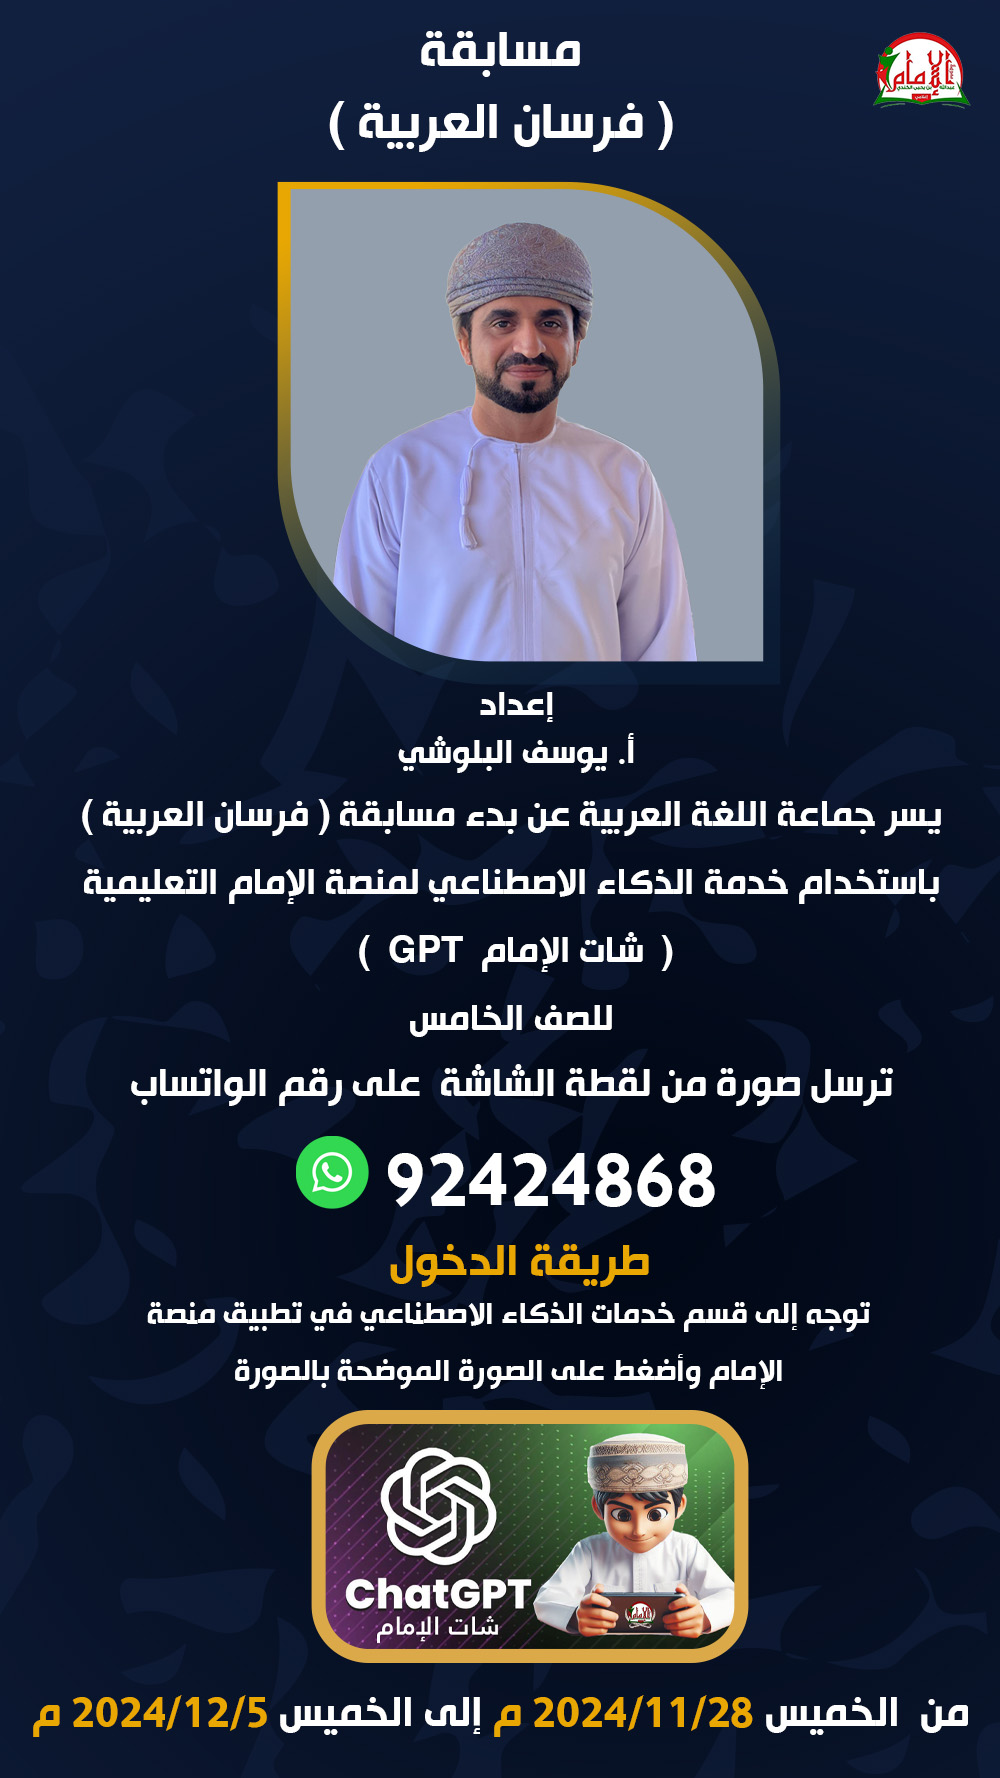 مسابقة
( فرسان العربية )
الإمام
إعداد
أ. يوسف البلوشي
يسر جماعة اللغة العربية عن بدء مسابقة ( فرسان العربية )
باستخدام خدمة الذكاء الاصطناعي لمنصة الإمام التعليمية
( شات الإمام GPT )
للصف الخامس
ترسل صورة من لقطة الشاشة على رقم الواتساب
92424868
طريقة الدخول
توجه إلى قسم خدمات الذكاء الاصطناعي في تطبيق منصة
الإمام وأضغط على الصورة الموضحة بالصورة
ChatGPT
شات الإمام
من الخميس 2024/11/28 م إلى الخميس 2024/12/5 م